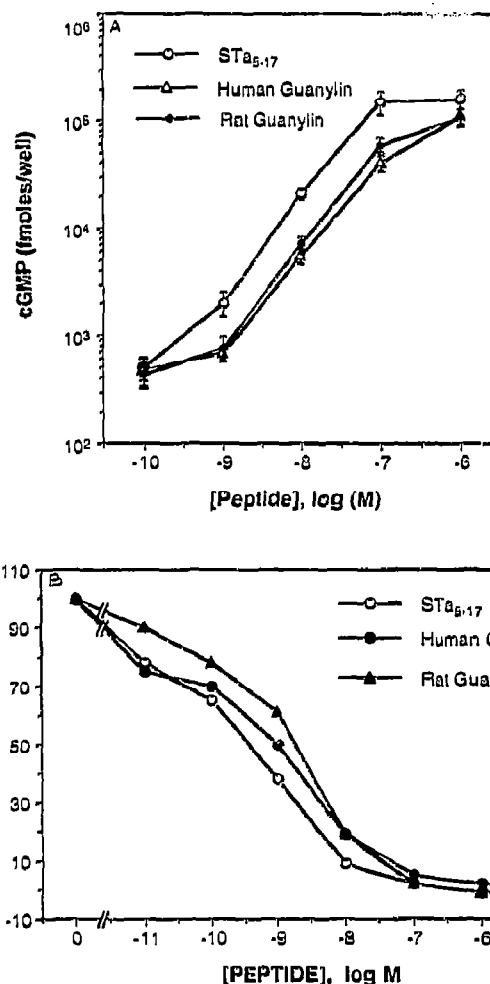 A
10⁶
10⁵
10⁴
10³
10²
cGMP (fmoles/well)
STa₅₋₁₇
Human Guanylin
Rat Guanylin
-10 -9 -8 -7 -6
[Peptide], log (M)
B
110
90
70
50
30
10
-10
STa₅₋₁₇
Human G
Rat Gua
0 -11 -10 -9 -8 -7 -6
[PEPTIDE], log M